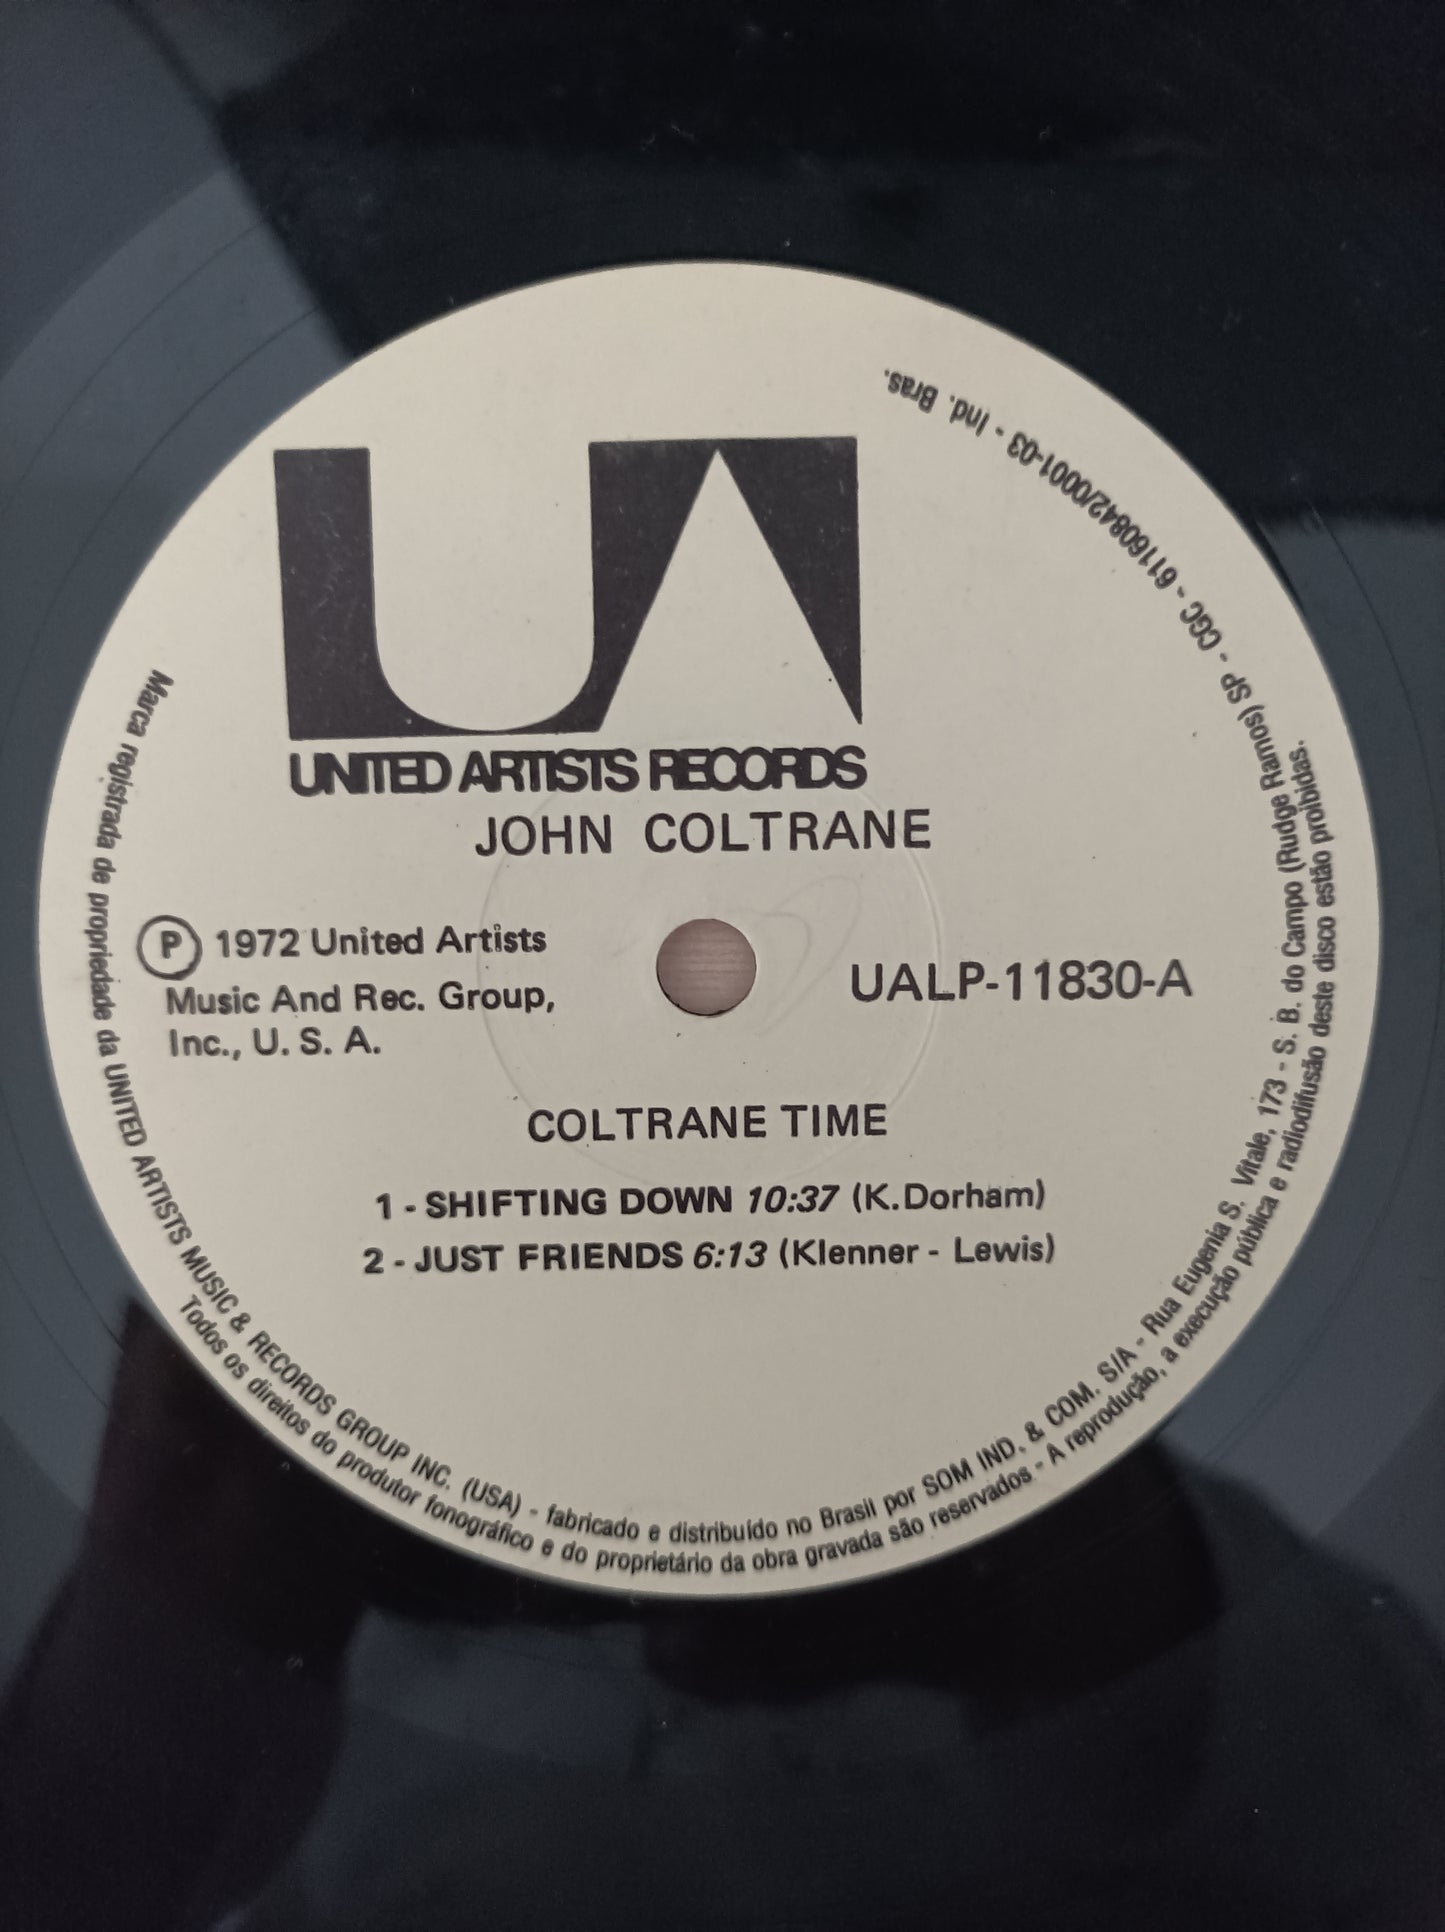 UA
UNITED ARTISTS RECORDS
JOHN COLTRANE
℗ 1972 United Artists
Music And Rec. Group,
Inc., U. S. A.
UALP-11830-A
COLTRANE TIME
1 - SHIFTING DOWN 10:37 (K.Dorham)
2 - JUST FRIENDS 6:13 (Klenner - Lewis)
Marca registrada de propriedade da UNITED ARTISTS MUSIC & RECORDS GROUP INC. (USA) - fabricado e distribuído no Brasil por SOM IND. & COM. S/A - Rua Eugenia S. Vitale, 173 - S. B. do Campo (Rudge Ramos) SP - CGC - 61160842/0001-03 - Ind. Bras.
Todos os direitos do produtor fonográfico e do proprietário da obra gravada são reservados - A reprodução, a execução pública e radiodifusão deste disco estão proibidas.